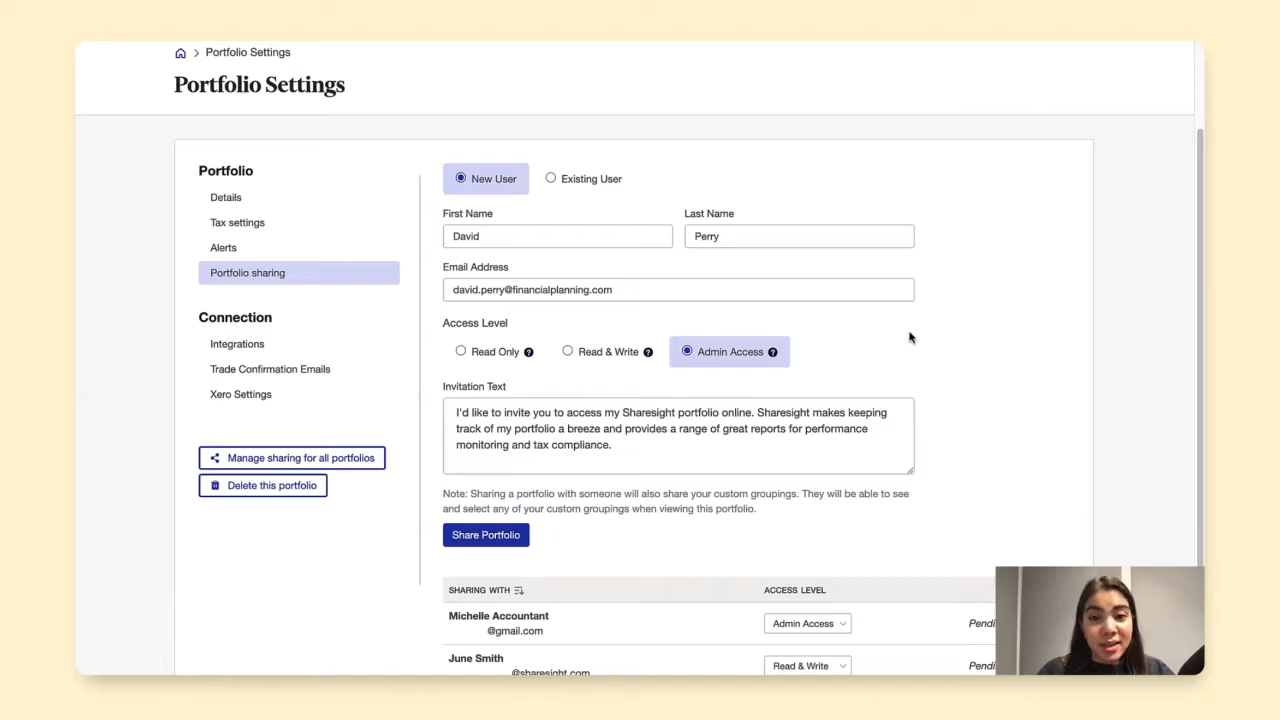 Portfolio Settings
Portfolio Settings
Portfolio
Details
Tax settings
Alerts
Portfolio sharing
Connection
Integrations
Trade Confirmation Emails
Xero Settings
Manage sharing for all portfolios
Delete this portfolio
New User
Existing User
First Name
Last Name
David
Perry
Email Address
david.perry@financialplanning.com
Access Level
Read Only
Read & Write
Admin Access
Invitation Text
I'd like to invite you to access my Sharesight portfolio online. Sharesight makes keeping
track of my portfolio a breeze and provides a range of great reports for performance
monitoring and tax compliance.
Note: Sharing a portfolio with someone will also share your custom groupings. They will be able to see
and select any of your custom groupings when viewing this portfolio.
Share Portfolio
SHARING WITH
ACCESS LEVEL
Michelle Accountant
@gmail.com
Admin Access
Pendi
June Smith
@sharesight.com
Read & Write
Pendi